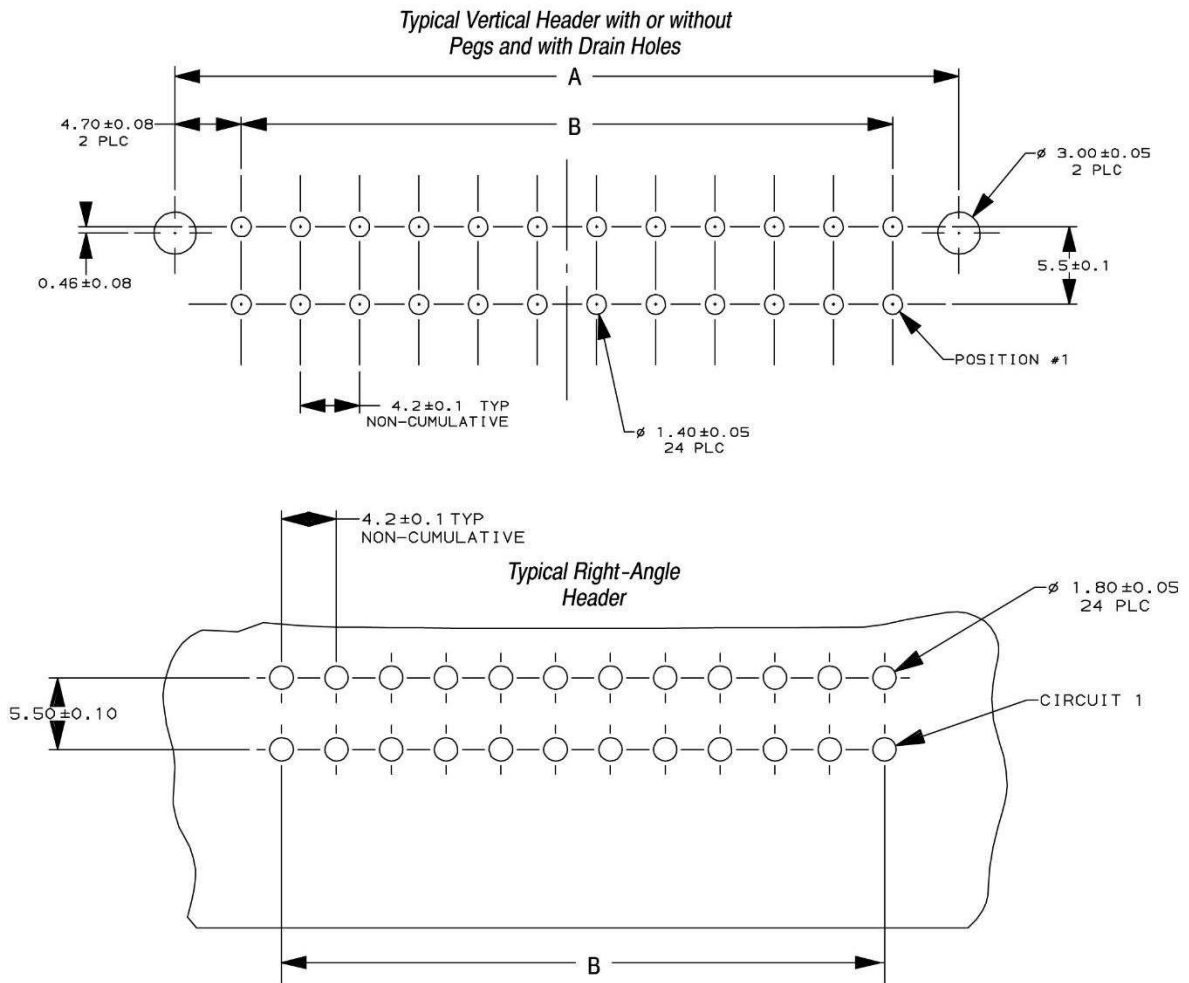 Typical Vertical Header with or without
Pegs and with Drain Holes
A
4.70±0.08
2 PLC
B
ø 3.00±0.05
2 PLC
0.46±0.08
5.5±0.1
POSITION #1
4.2±0.1 TYP
NON-CUMULATIVE
ø 1.40±0.05
24 PLC
4.2±0.1 TYP
NON-CUMULATIVE
Typical Right-Angle
Header
ø 1.80±0.05
24 PLC
5.50±0.10
CIRCUIT 1
B